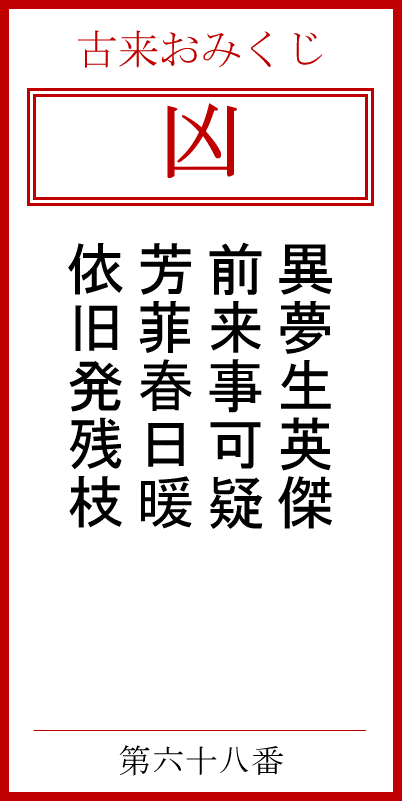 古来おみくじ
凶
異夢生英傑
前来事可疑
芳菲春日暖
依旧発残枝
第六十八番